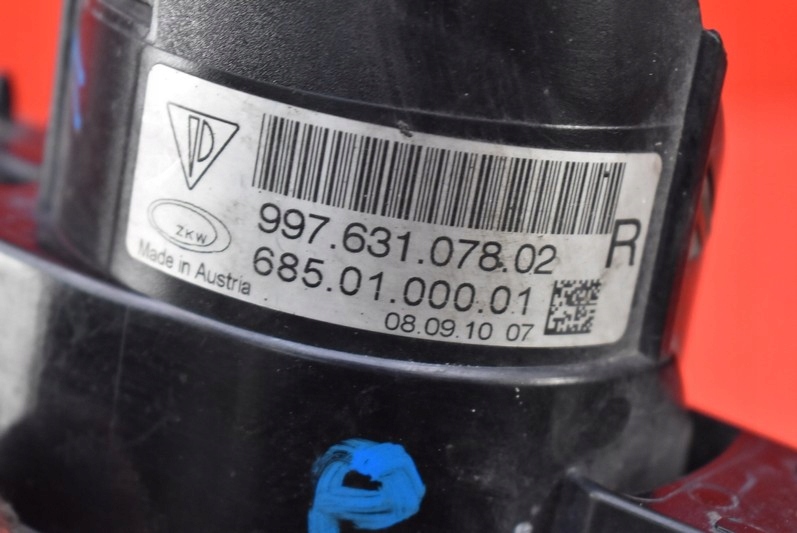 997.631.078.02 R
ZKW
Made in Austria
685.01.000.01
08.09.10 07